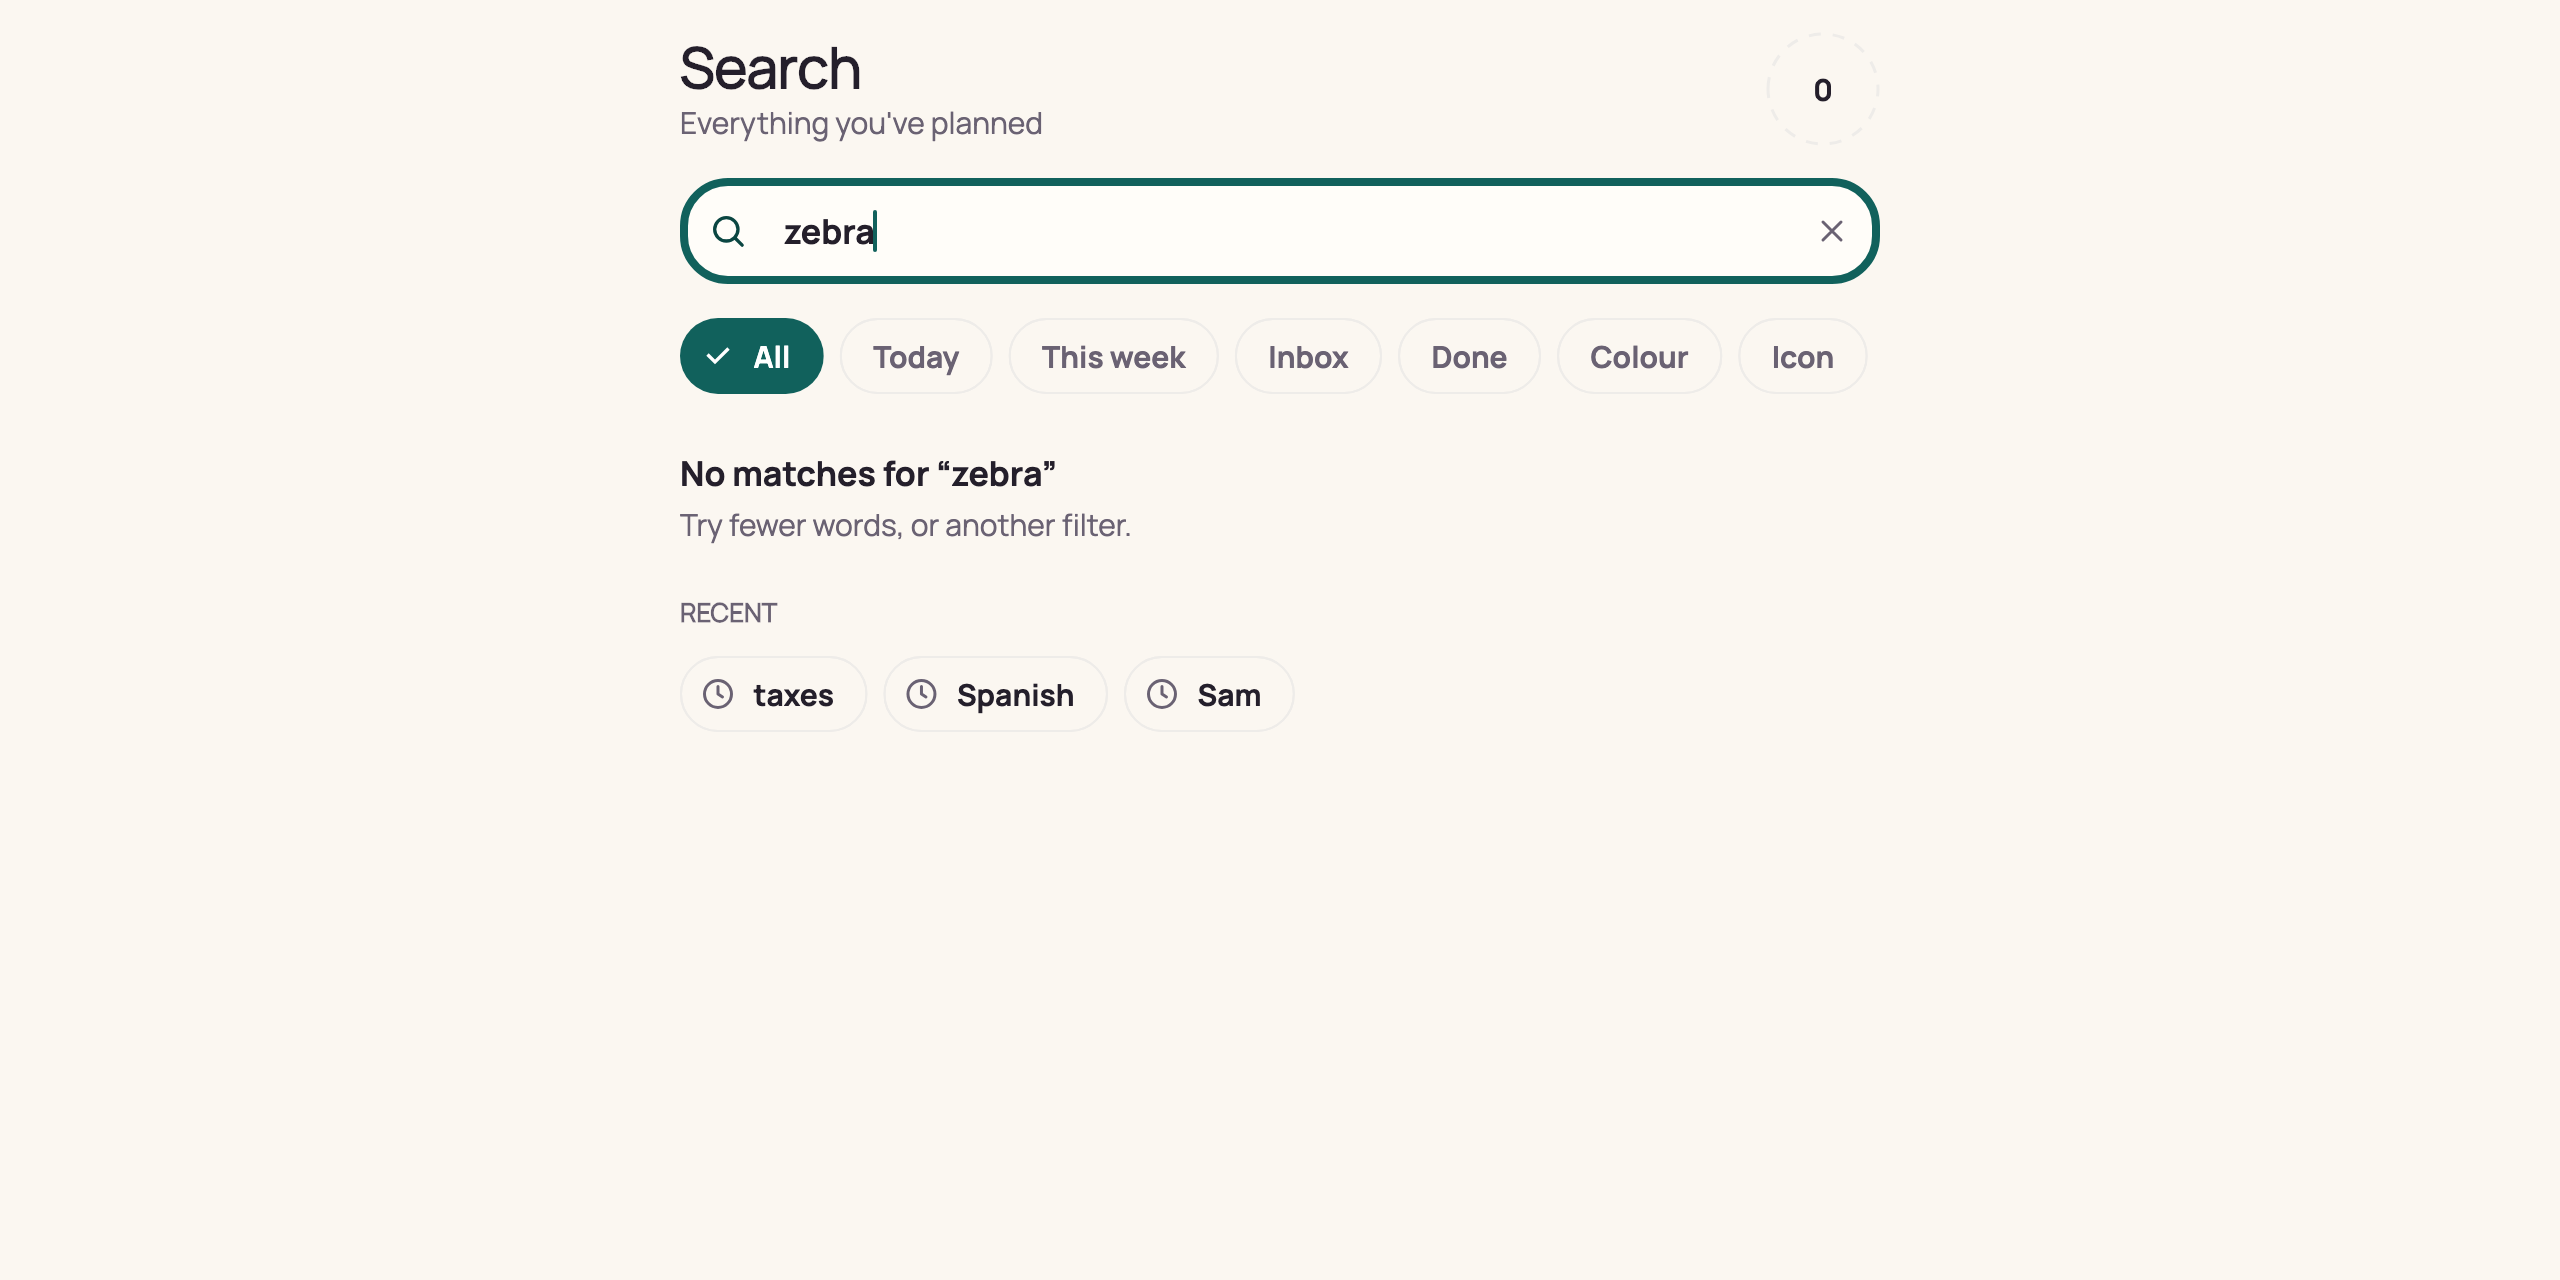 Search
Everything you've planned
0
zebra
All Today This week Inbox Done Colour Icon
No matches for “zebra”
Try fewer words, or another filter.
RECENT
taxes Spanish Sam